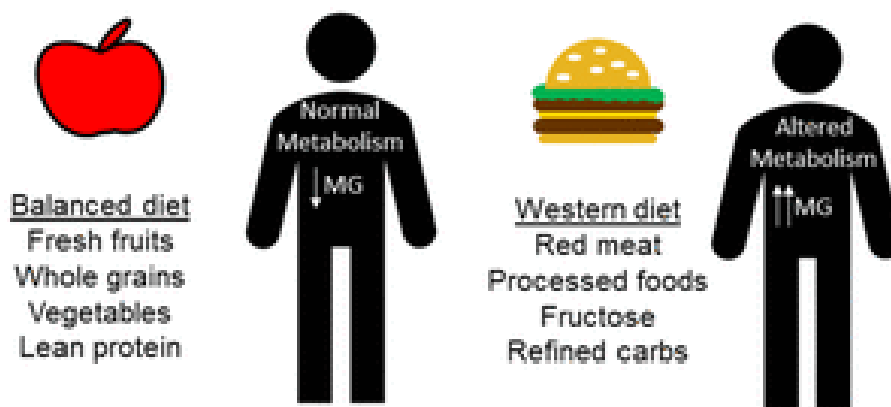 Normal
Metabolism
↓MG
Balanced diet
Fresh fruits
Whole grains
Vegetables
Lean protein
Altered
Metabolism
↑↑MG
Western diet
Red meat
Processed foods
Fructose
Refined carbs